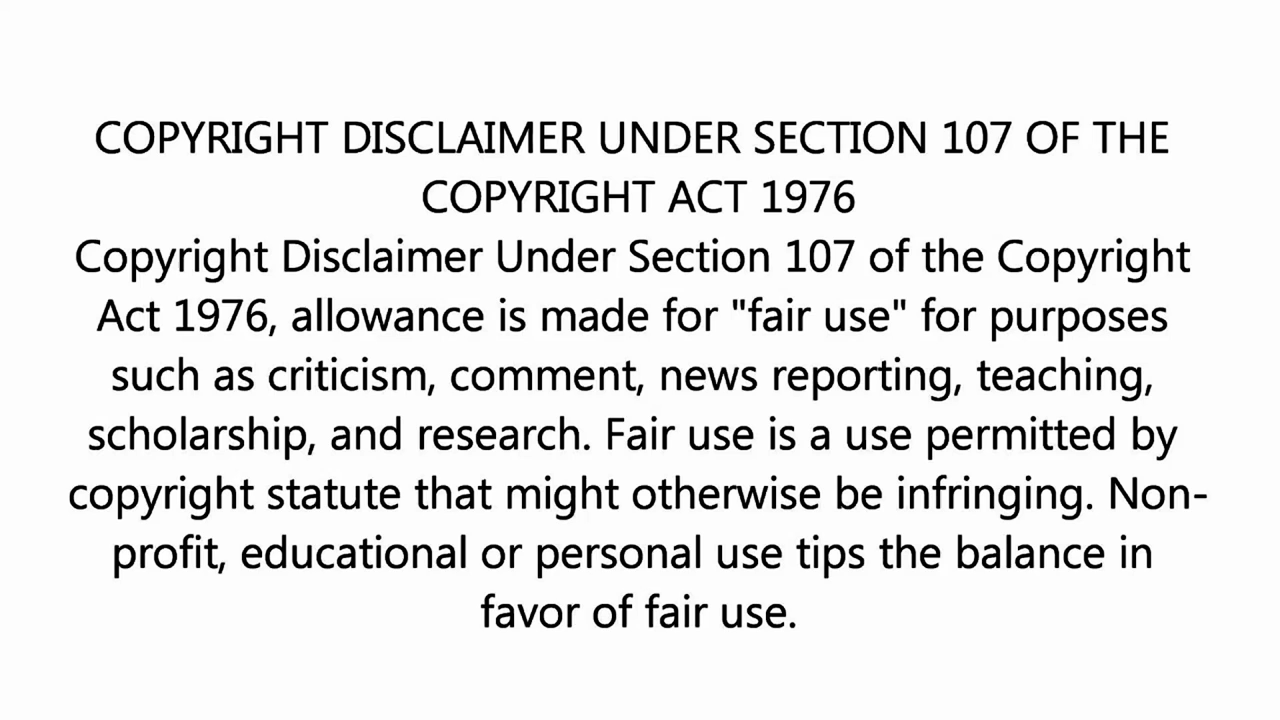 COPYRIGHT DISCLAIMER UNDER SECTION 107 OF THE
COPYRIGHT ACT 1976
Copyright Disclaimer Under Section 107 of the Copyright
Act 1976, allowance is made for "fair use" for purposes
such as criticism, comment, news reporting, teaching,
scholarship, and research. Fair use is a use permitted by
copyright statute that might otherwise be infringing. Non-
profit, educational or personal use tips the balance in
favor of fair use.